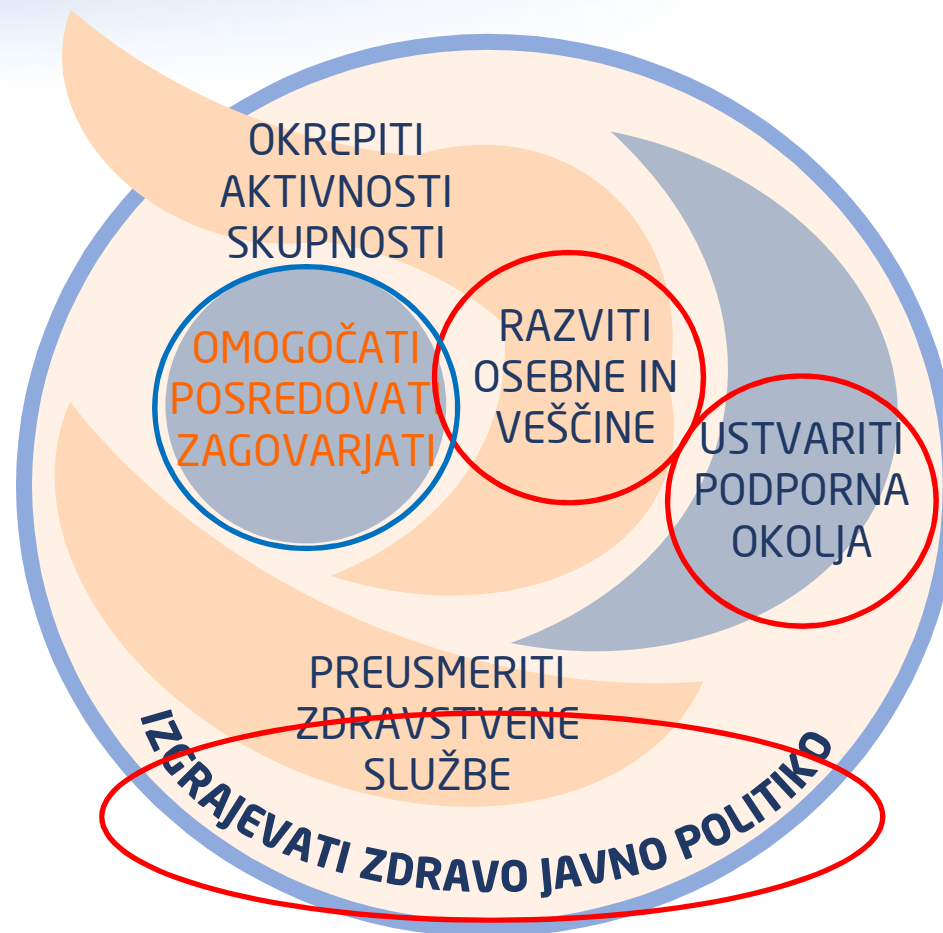 OKREPITI
AKTIVNOSTI
SKUPNOSTI
OMOGOČATI
POSREDOVATI
ZAGOVARJATI
RAZVITI
OSEBNE IN
VEŠČINE
USTVARITI
PODPORNA
OKOLJA
PREUSMERITI
ZDRAVSTVENE
SLUŽBE
IZGRAJEVATI ZDRAVO JAVNO POLITIKO